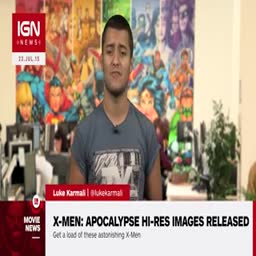 IGN
NEWS
22.JUL.15
Luke Karmali | @lukekarmali
MOVIE NEWS
X-MEN: APOCALYPSE HI-RES IMAGES RELEASED
Get a load of these astonishing X-Men